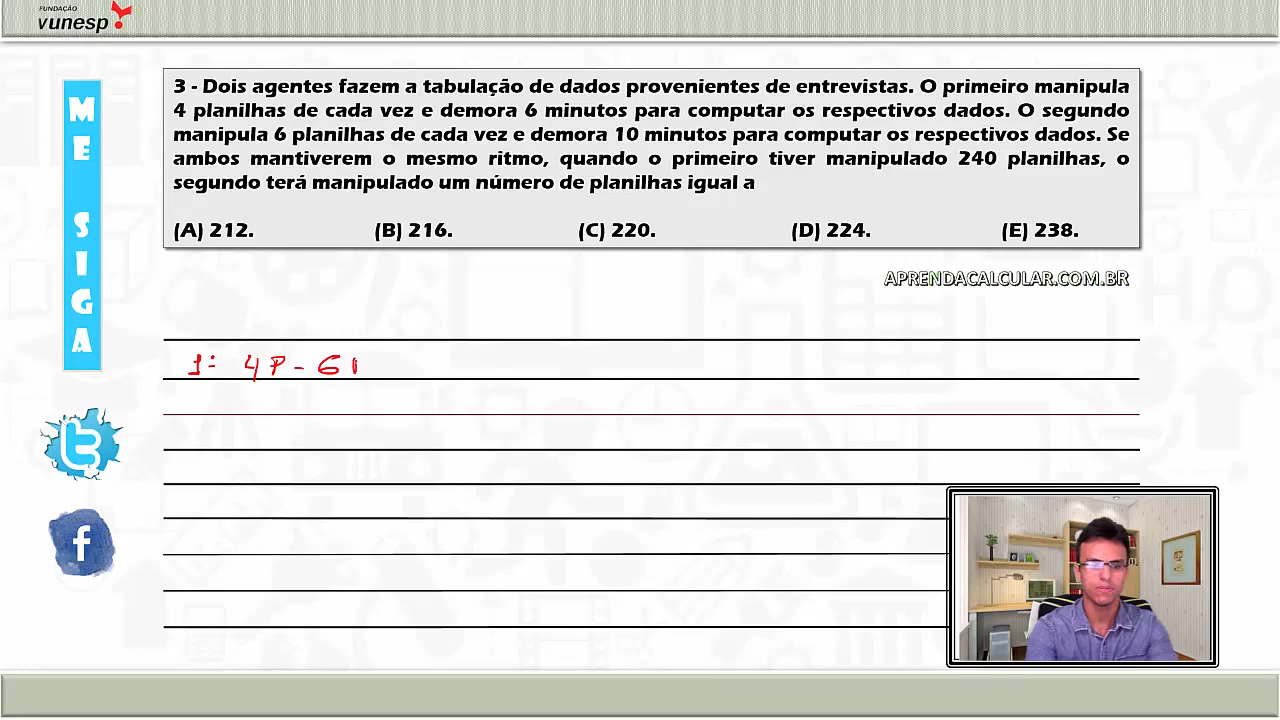 FUNDAÇÃO
vunesp
3 - Dois agentes fazem a tabulação de dados provenientes de entrevistas. O primeiro manipula
4 planilhas de cada vez e demora 6 minutos para computar os respectivos dados. O segundo
manipula 6 planilhas de cada vez e demora 10 minutos para computar os respectivos dados. Se
ambos mantiverem o mesmo ritmo, quando o primeiro tiver manipulado 240 planilhas, o
segundo terá manipulado um número de planilhas igual a
(A) 212. (B) 216. (C) 220. (D) 224. (E) 238.
APRENDACALCULAR.COM.BR
ME SIGA
1: 4P - 6